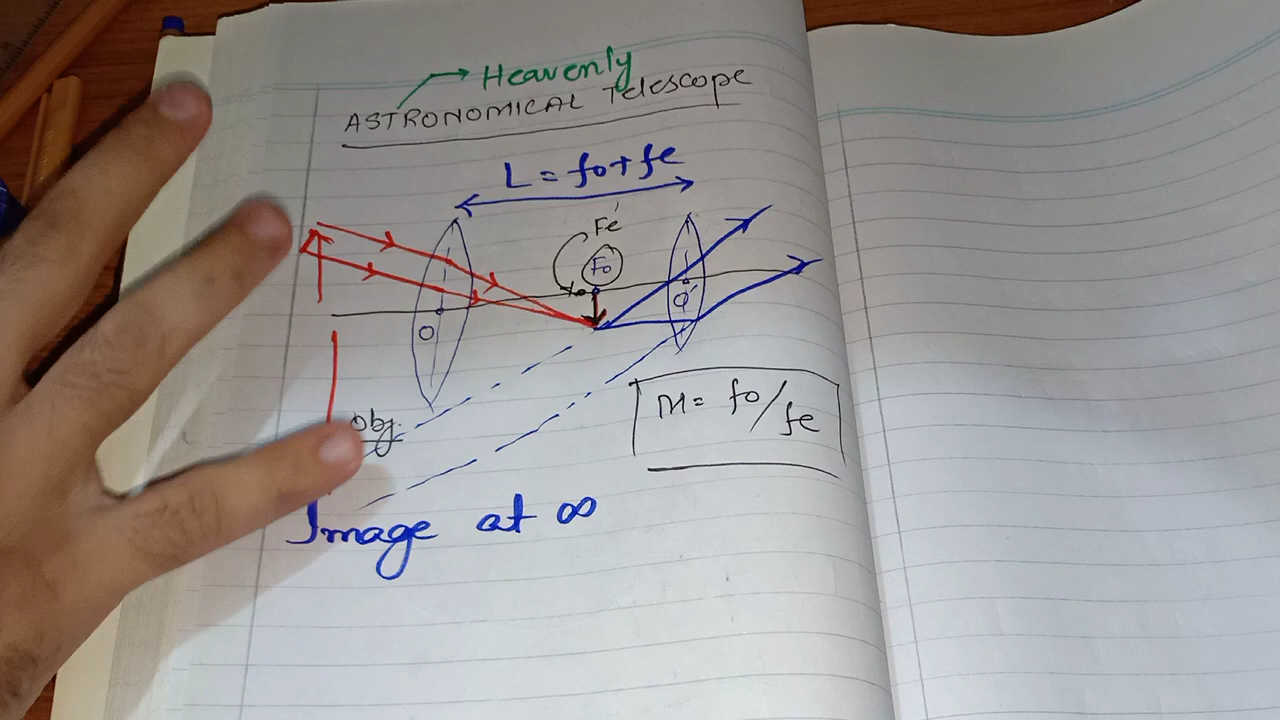 Heavenly
ASTRONOMICAL Telescope
L = fo + fe
Fe'
Fo
O
O'
Obj.
M = fo/fe
Image at ∞